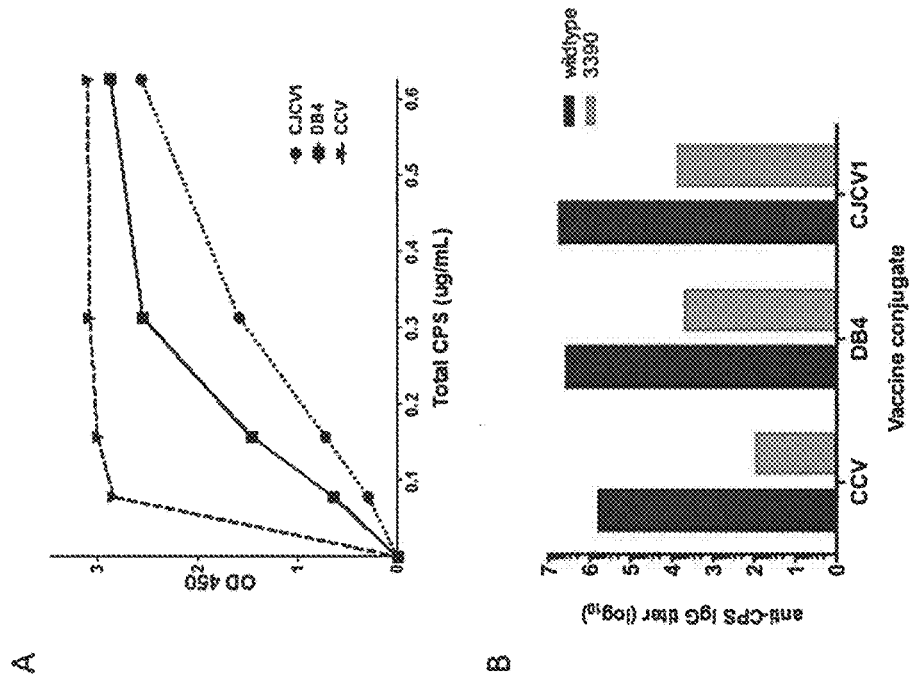 A
OD 450
3
2
1
0
0.1
0.2
0.3
0.4
0.5
0.6
Total CPS (ug/mL)
CJCV1
DB4
CCV
B
anti-CPS IgG titer (log10)
7
6
5
4
3
2
1
0
CCV
DB4
CJCV1
Vaccine conjugate
wildtype
3390